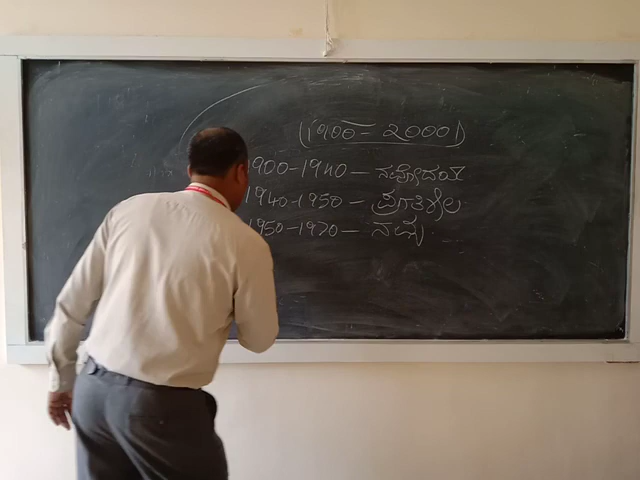 (1900 - 2000)
1900-1940 - ನವೋದಯ
1940-1950 - ಪ್ರಗತಿಶೀಲ
1950-1970 - ನವ್ಯ